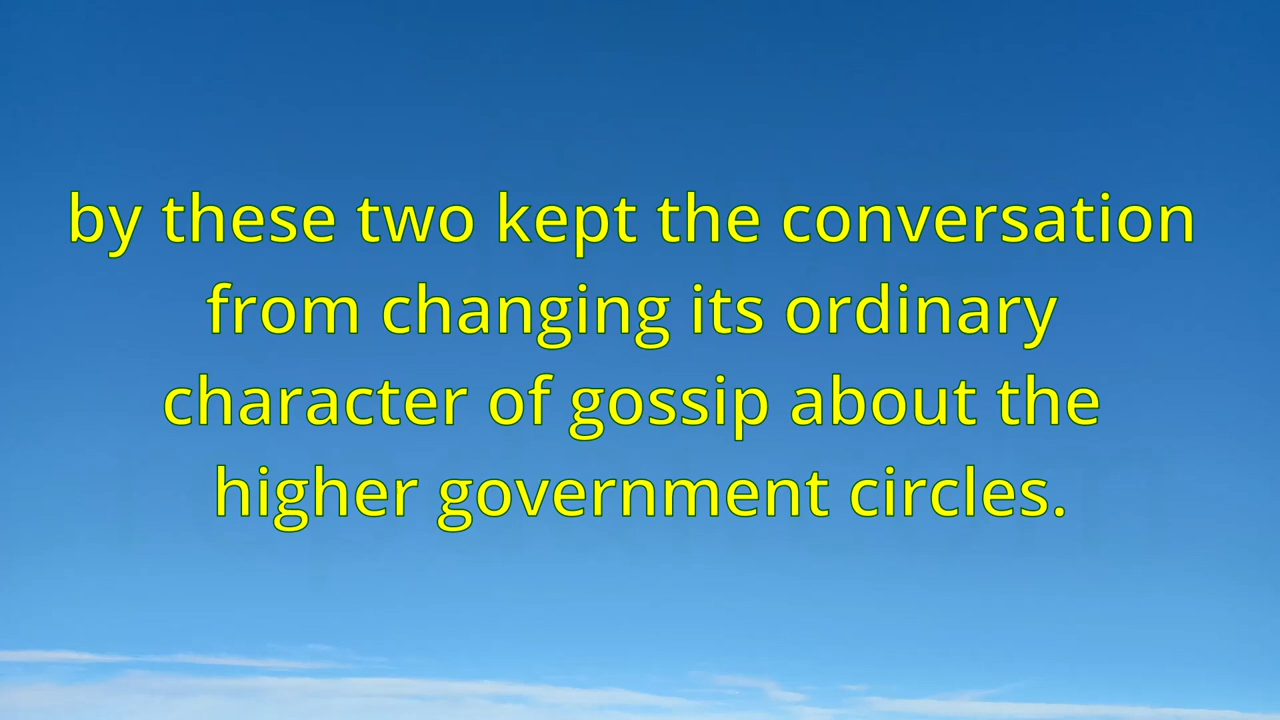 by these two kept the conversation
from changing its ordinary
character of gossip about the
higher government circles.